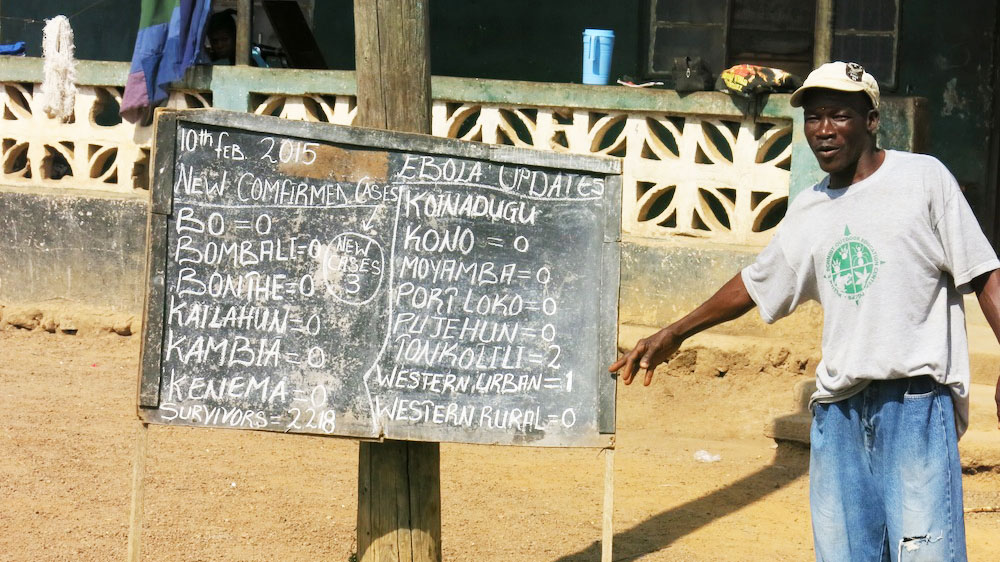 10th feb. 2015
NEW COMFIRMED CASES
BO = 0
BOMBALI = 0
BONTHE = 0
KAILAHUN = 0
KAMBIA = 0
KENEMA = 0
SURVIVORS = 2218
NEW
CASES
3
EBOLA UPDATES
KOINADUGU
KONO = 0
MOYAMBA = 0
PORT LOKO = 0
PUJEHUN = 0
TONKOLILI = 2
WESTERN URBAN = 1
WESTERN RURAL = 0